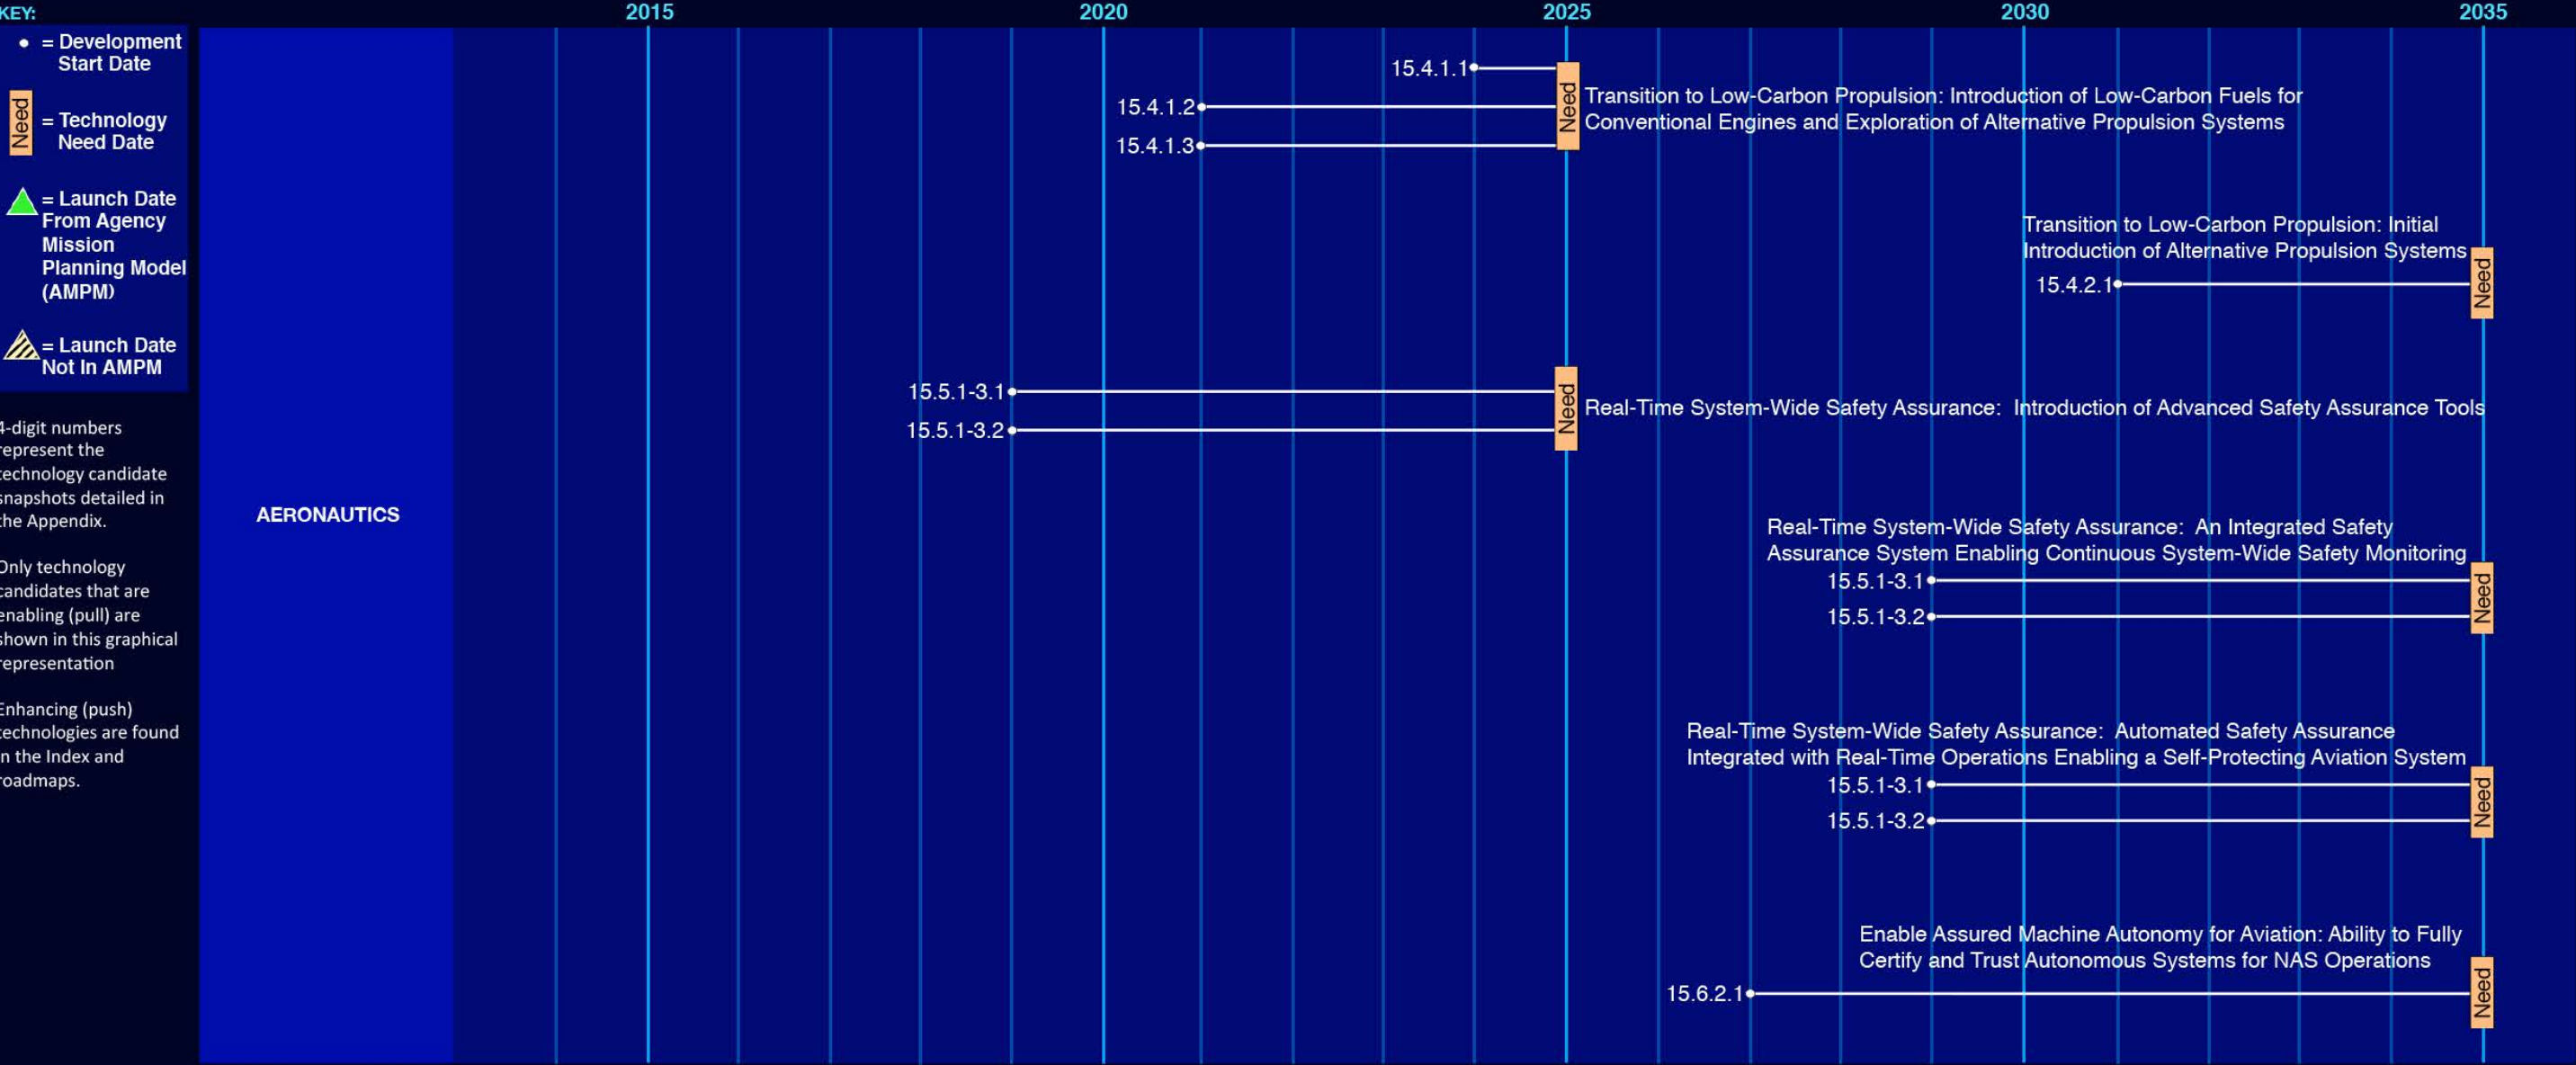 KEY:
2015
2020
2025
2030
2035
= Development
Start Date
Need
= Technology
Need Date
= Launch Date
From Agency
Mission
Planning Model
(AMPM)
= Launch Date
Not In AMPM
4-digit numbers
represent the
technology candidate
snapshots detailed in
the Appendix.
Only technology
candidates that are
enabling (pull) are
shown in this graphical
representation
Enhancing (push)
technologies are found
in the Index and
roadmaps.
AERONAUTICS
15.4.1.1
15.4.1.2
15.4.1.3
Need
Transition to Low-Carbon Propulsion: Introduction of Low-Carbon Fuels for
Conventional Engines and Exploration of Alternative Propulsion Systems
Transition to Low-Carbon Propulsion: Initial
Introduction of Alternative Propulsion Systems
15.4.2.1
Need
15.5.1-3.1
15.5.1-3.2
Need
Real-Time System-Wide Safety Assurance: Introduction of Advanced Safety Assurance Tools
Real-Time System-Wide Safety Assurance: An Integrated Safety
Assurance System Enabling Continuous System-Wide Safety Monitoring
15.5.1-3.1
15.5.1-3.2
Need
Real-Time System-Wide Safety Assurance: Automated Safety Assurance
Integrated with Real-Time Operations Enabling a Self-Protecting Aviation System
15.5.1-3.1
15.5.1-3.2
Need
Enable Assured Machine Autonomy for Aviation: Ability to Fully
Certify and Trust Autonomous Systems for NAS Operations
15.6.2.1
Need